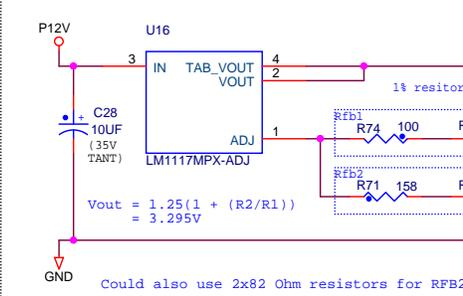 P12V
U16
3 IN TAB_VOUT 4
VOUT 2
1% resitor
C28
10UF
(35V
TANT)
+
ADJ 1
LM1117MPX-ADJ
Rfb1
R74 100
Rfb2
R71 158
Vout = 1.25(1 + (R2/R1))
= 3.295V
GND
Could also use 2x82 Ohm resistors for RFB2